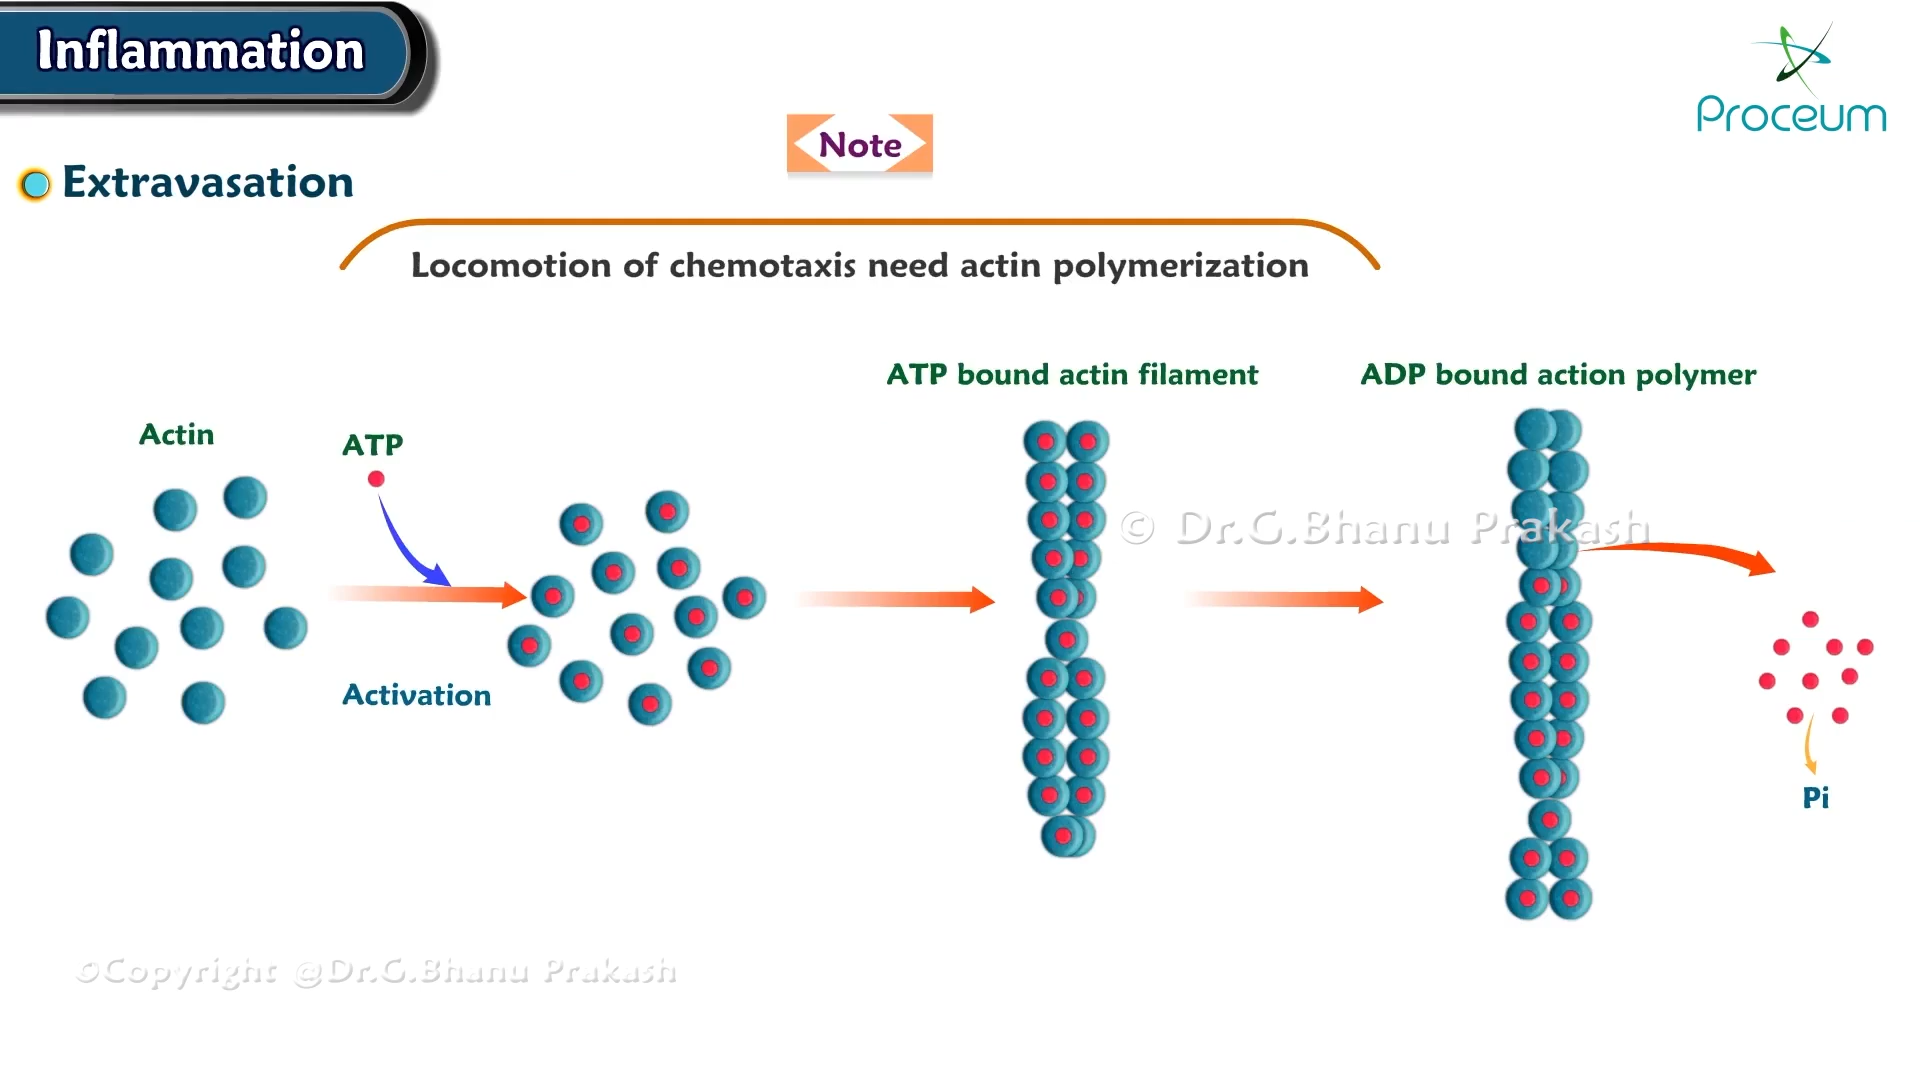 Inflammation
Proceum
Note
Extravasation
Locomotion of chemotaxis need actin polymerization
ATP bound actin filament
ADP bound action polymer
Actin
ATP
© Dr.G.Bhanu Prakash
Activation
Pi
©Copyright @Dr.G.Bhanu Prakash